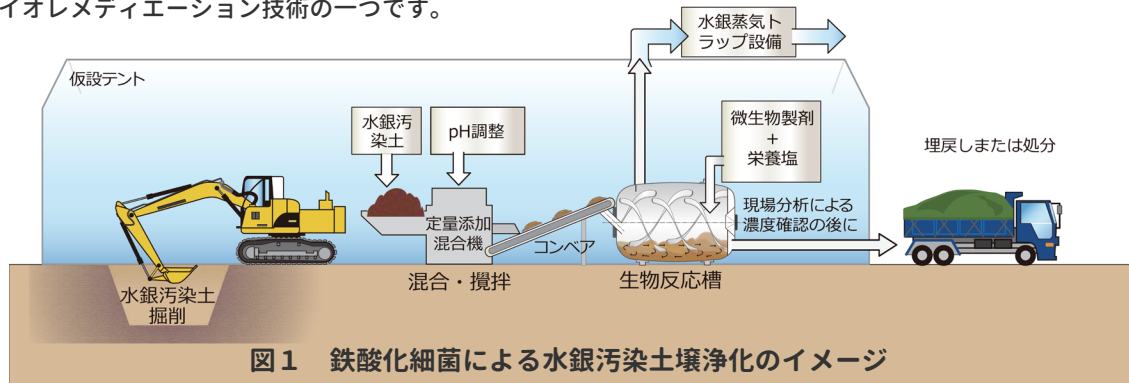 イオレメディエーション技術の一つです。
水銀蒸気ト
ラップ設備
仮設テント
水銀汚
染土
pH調整
微生物製剤
+
栄養塩
埋戻しまたは処分
定量添加
混合機
コンベア
現場分析による
濃度確認の後に
混合・攪拌
生物反応槽
水銀汚染土
掘削
図1 鉄酸化細菌による水銀汚染土壌浄化のイメージ